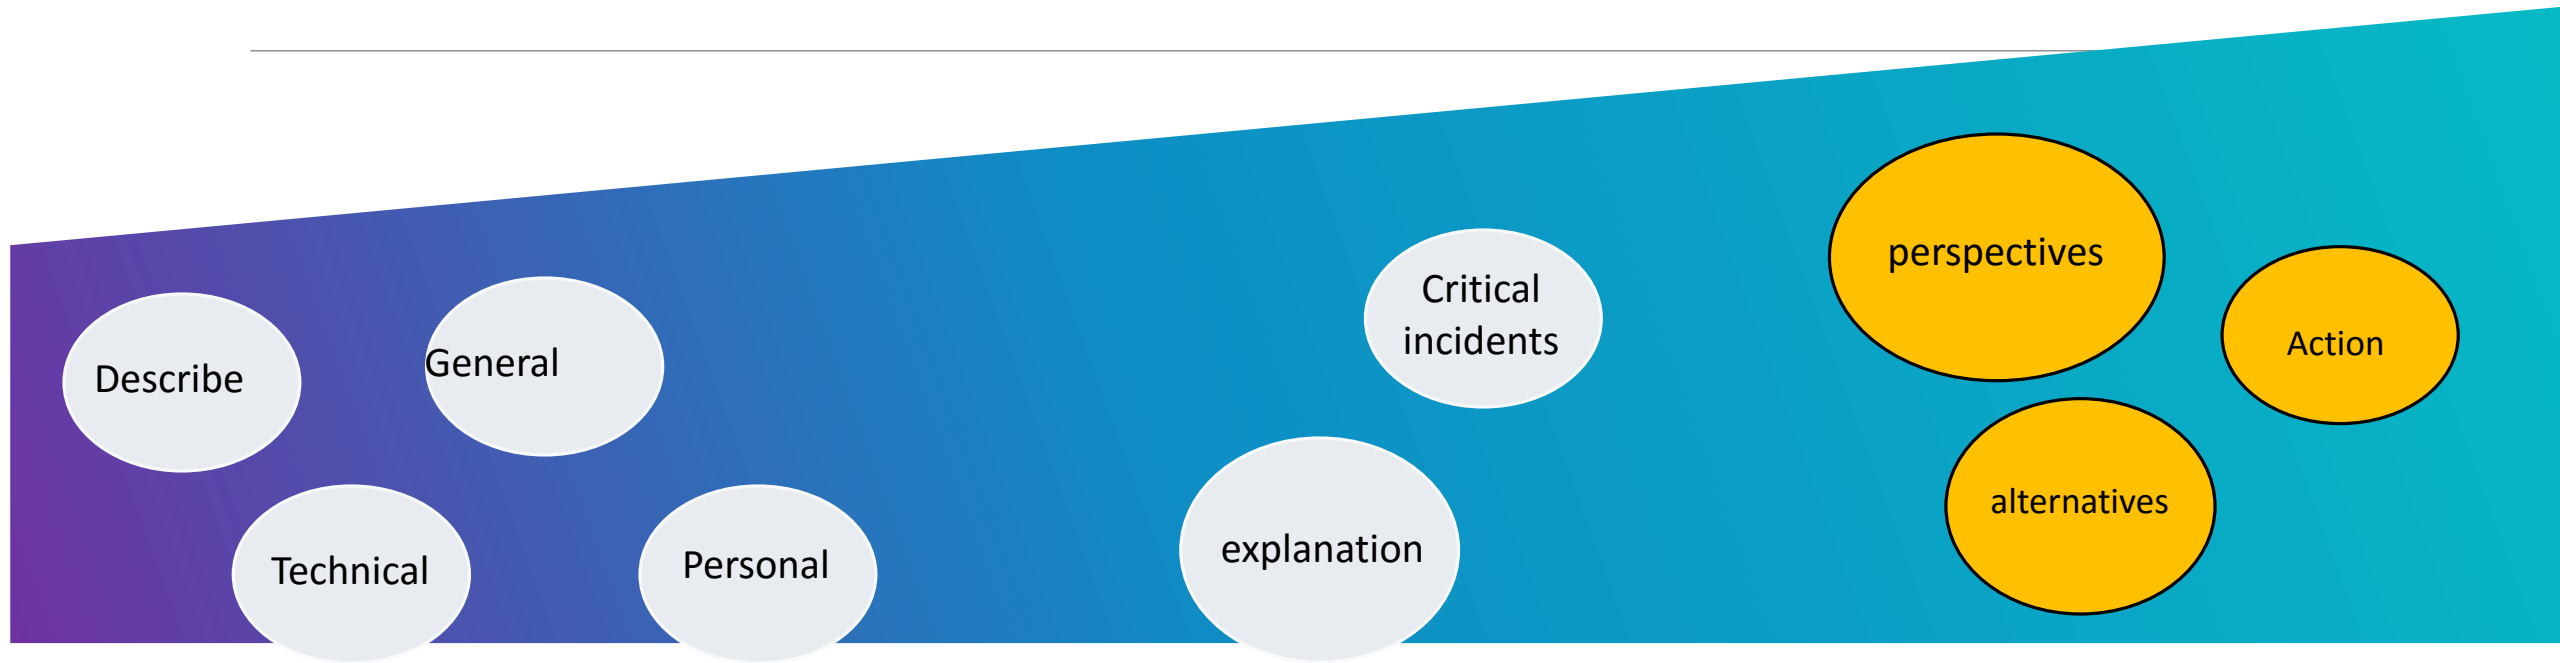 Describe
General
Technical
Personal
Critical
incidents
explanation
perspectives
alternatives
Action